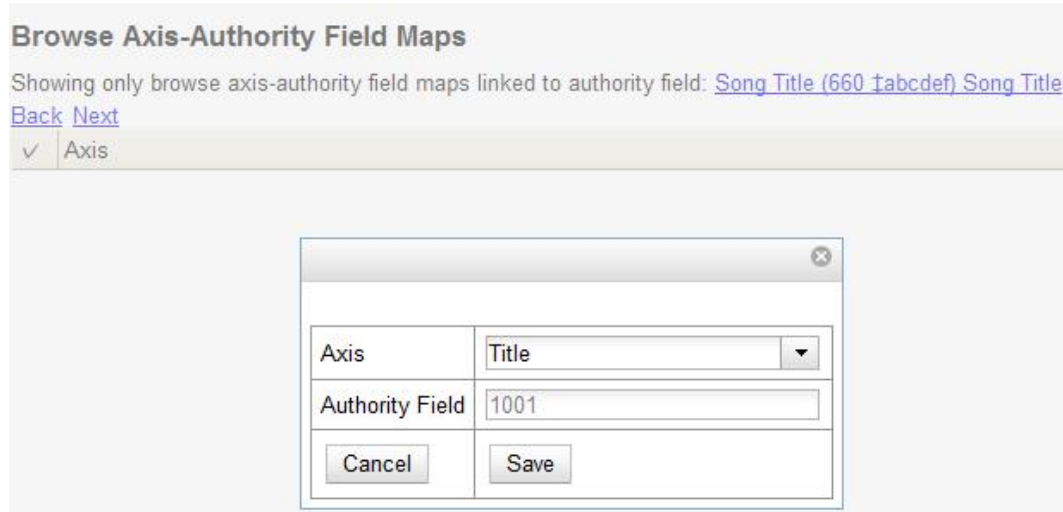 Browse Axis-Authority Field Maps
Showing only browse axis-authority field maps linked to authority field: Song Title (660 ‡abcdef) Song Title
Back Next
✓ Axis
Axis Title
Authority Field 1001
Cancel Save